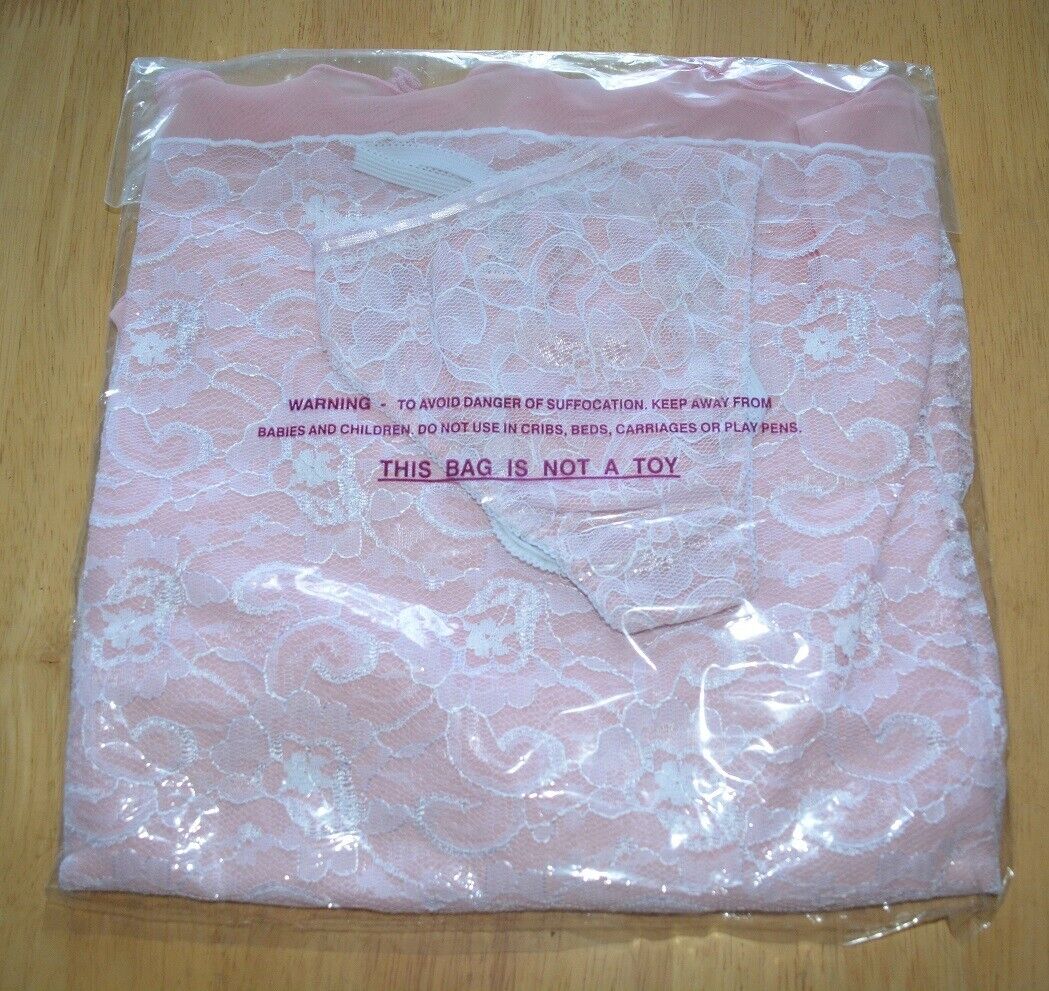 WARNING - TO AVOID DANGER OF SUFFOCATION. KEEP AWAY FROM
BABIES AND CHILDREN. DO NOT USE IN CRIBS, BEDS, CARRIAGES OR PLAY PENS.
THIS BAG IS NOT A TOY